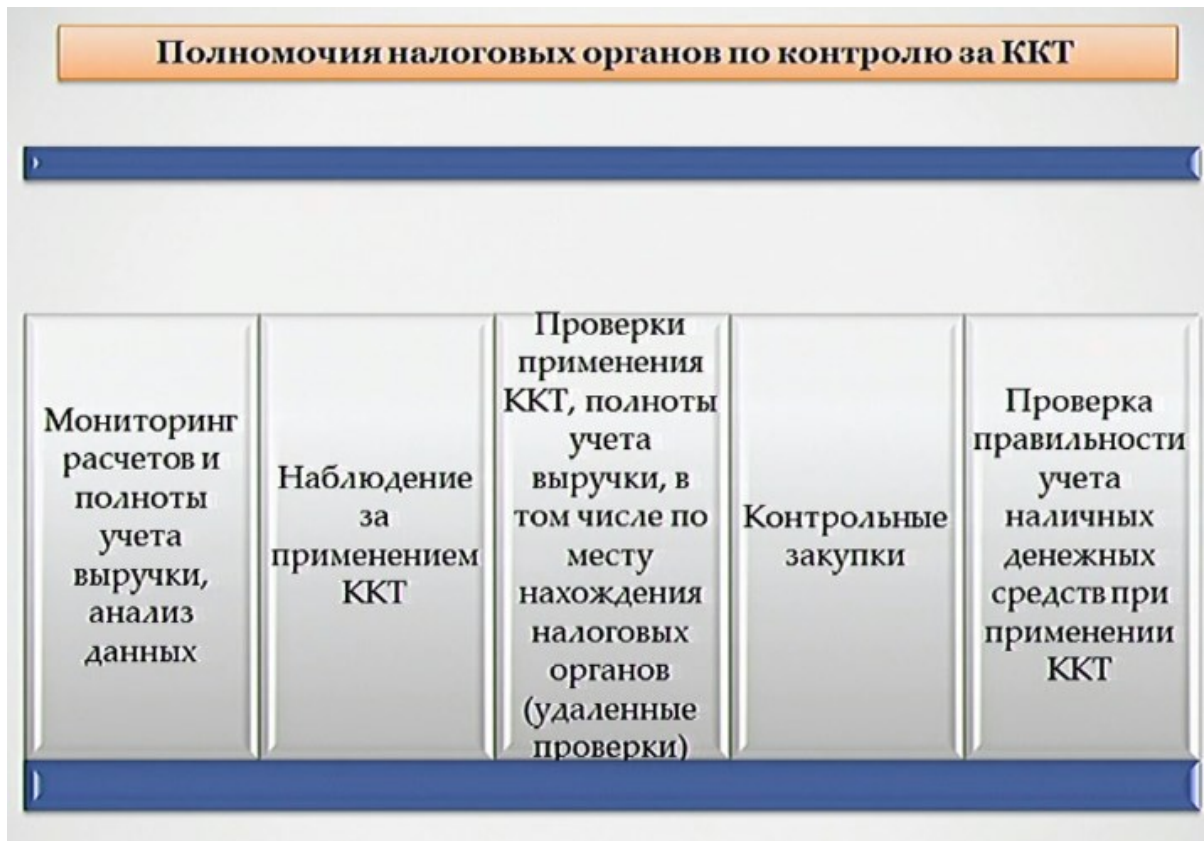 Полномочия налоговых органов по контролю за ККТ
Мониторинг
расчетов и
полноты
учета
выручки,
анализ
данных
Наблюдение
за
применением
ККТ
Проверки
применения
ККТ, полноты
учета
выручки, в
том числе по
месту
нахождения
налоговых
органов
(удаленные
проверки)
Контрольные
закупки
Проверка
правильности
учета
наличных
денежных
средств при
применении
ККТ